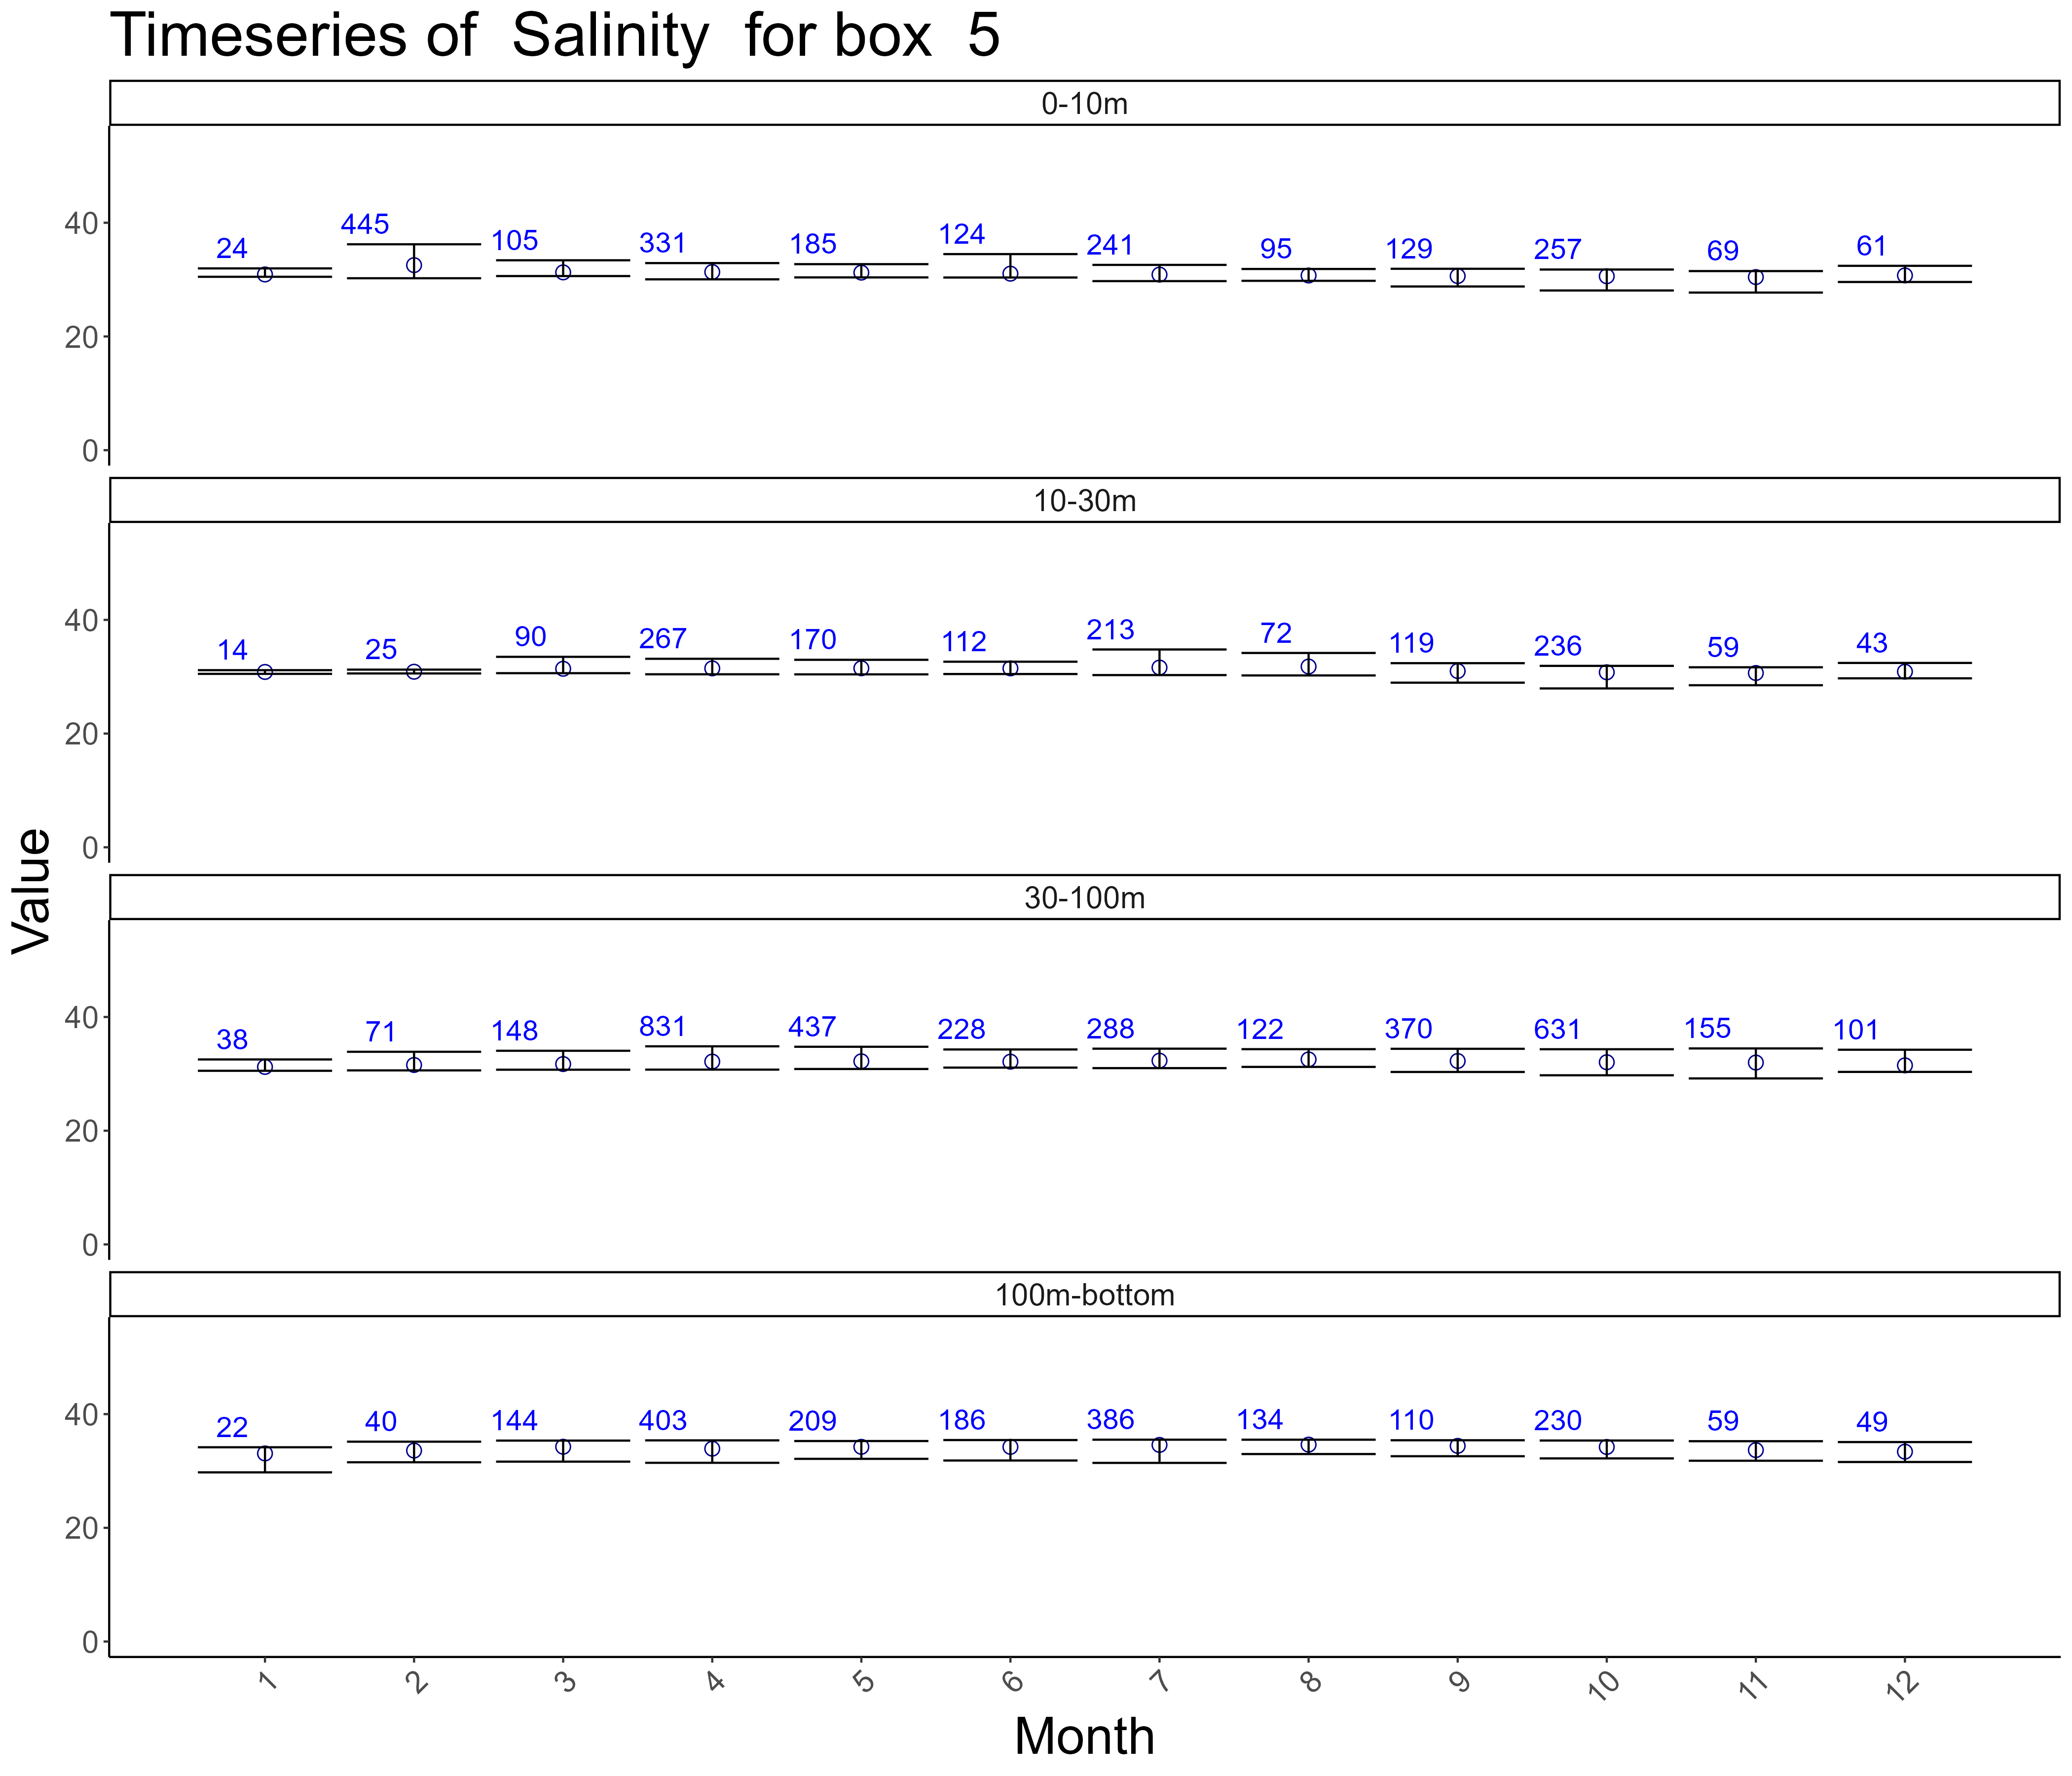 Timeseries of  Salinity  for box  5
0-10m
40
20
0
24 445 105 331 185 124 241 95 129 257 69 61
10-30m
40
20
0
14 25 90 267 170 112 213 72 119 236 59 43
30-100m
40
20
0
38 71 148 831 437 228 288 122 370 631 155 101
100m-bottom
40
20
0
22 40 144 403 209 186 386 134 110 230 59 49
1 2 3 4 5 6 7 8 9 10 11 12
Month
Value